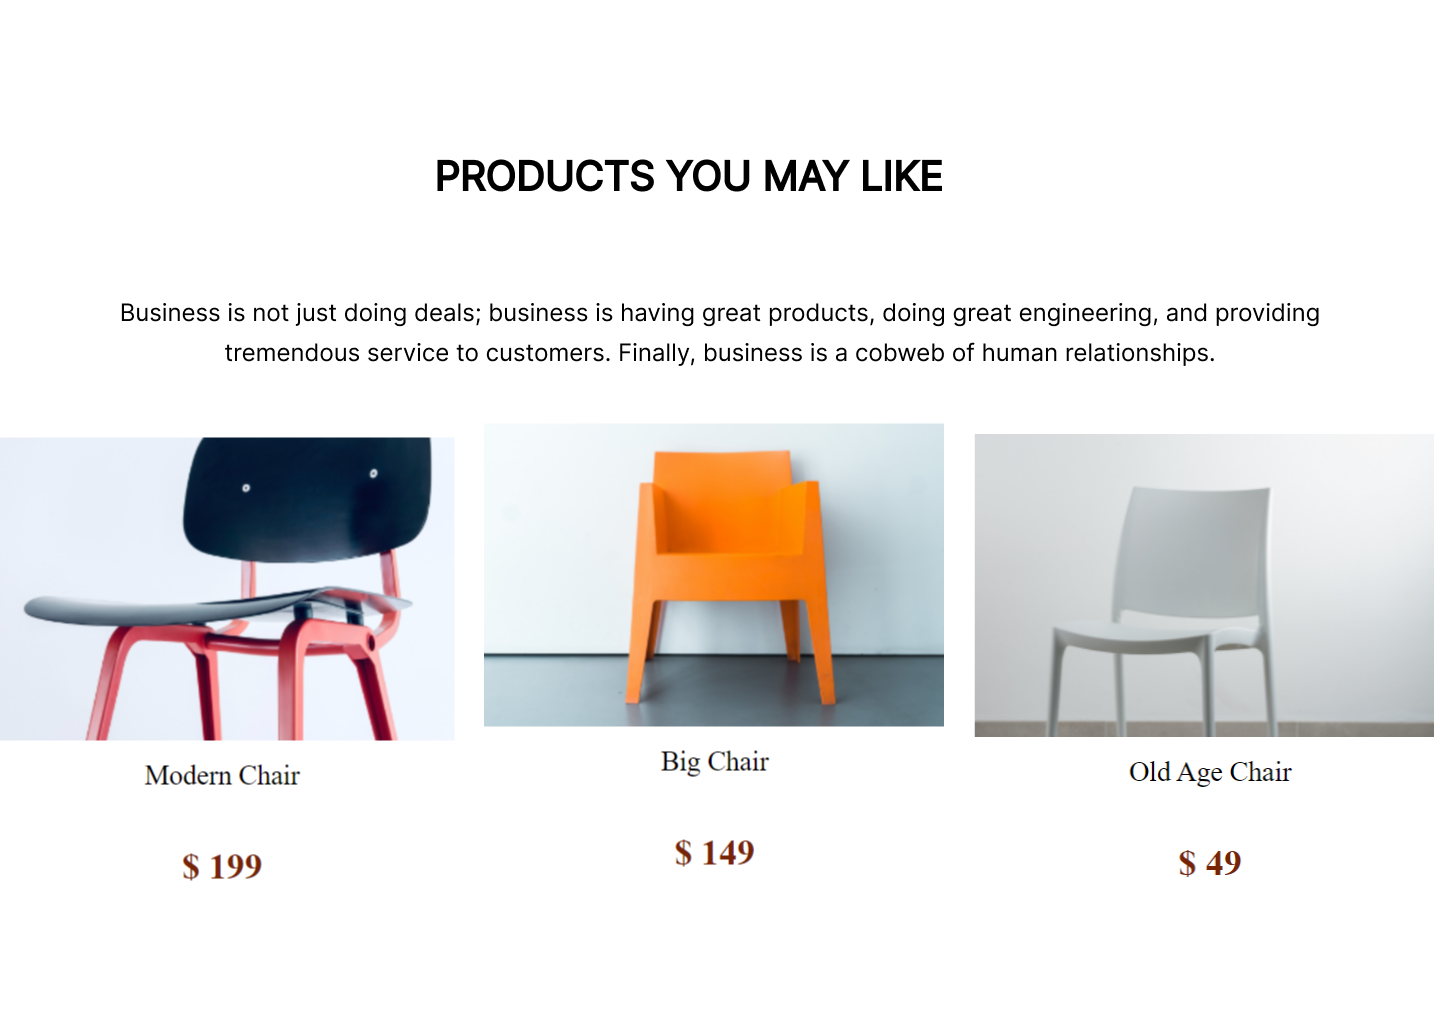 PRODUCTS YOU MAY LIKE
Business is not just doing deals; business is having great products, doing great engineering, and providing
tremendous service to customers. Finally, business is a cobweb of human relationships.
Modern Chair
$ 199
Big Chair
$ 149
Old Age Chair
$ 49